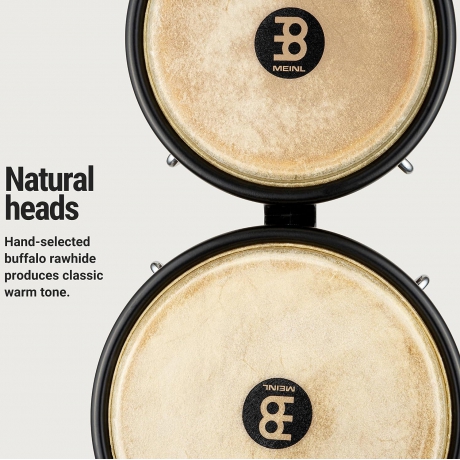 MEINL
Natural
heads
Hand-selected
buffalo rawhide
produces classic
warm tone.
MEINL